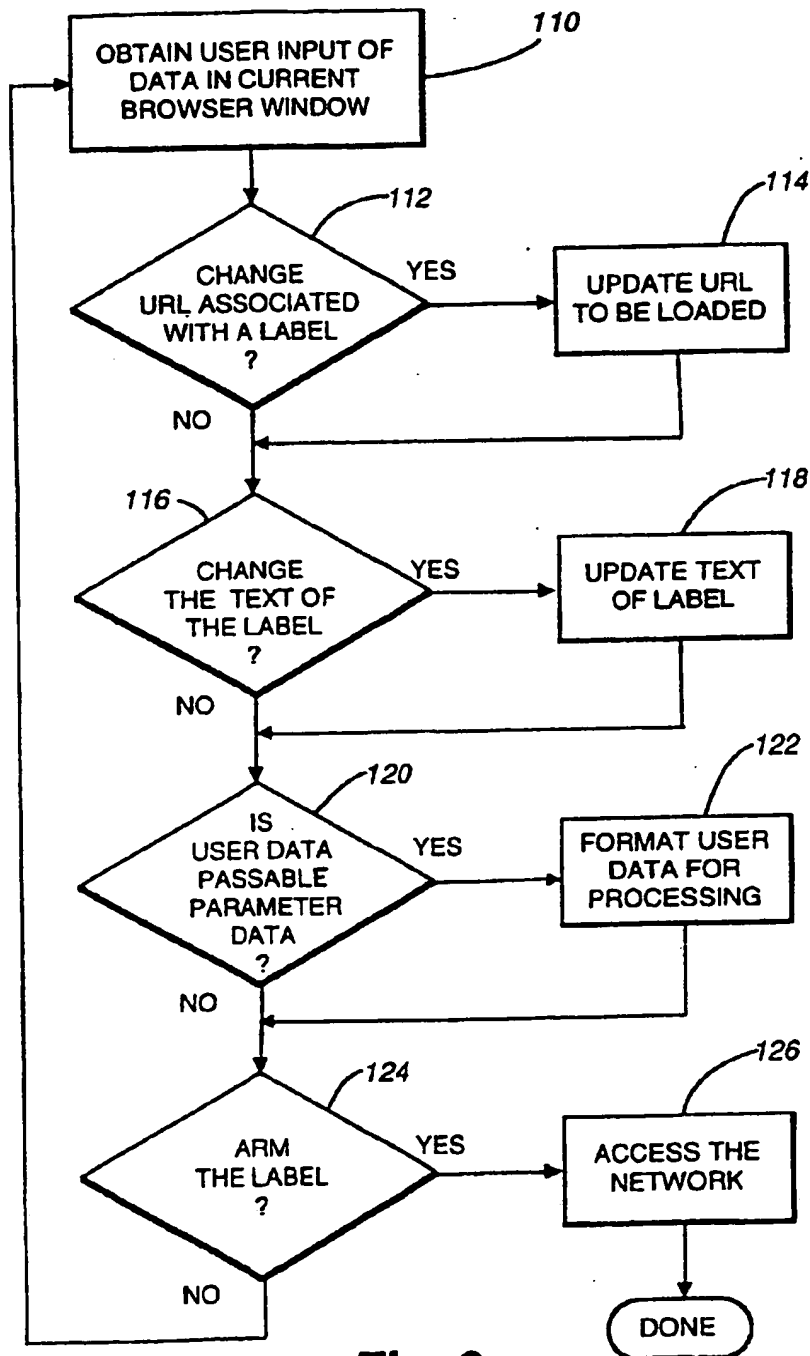 110
OBTAIN USER INPUT OF
DATA IN CURRENT
BROWSER WINDOW
112
CHANGE
URL ASSOCIATED
WITH A LABEL
?
YES
NO
114
UPDATE URL
TO BE LOADED
116
CHANGE
THE TEXT OF
THE LABEL
?
YES
NO
118
UPDATE TEXT
OF LABEL
120
IS
USER DATA
PASSABLE
PARAMETER
DATA
?
YES
NO
122
FORMAT USER
DATA FOR
PROCESSING
124
ARM
THE LABEL
?
YES
NO
126
ACCESS THE
NETWORK
DONE